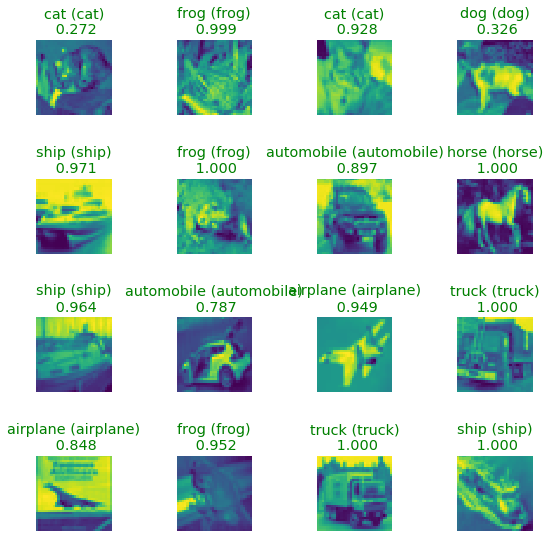 cat (cat)
0.272
frog (frog)
0.999
cat (cat)
0.928
dog (dog)
0.326
ship (ship)
0.971
frog (frog)
1.000
automobile (automobile)
0.897
horse (horse)
1.000
ship (ship)
0.964
automobile (automobile)
0.787
airplane (airplane)
0.949
truck (truck)
1.000
airplane (airplane)
0.848
frog (frog)
0.952
truck (truck)
1.000
ship (ship)
1.000